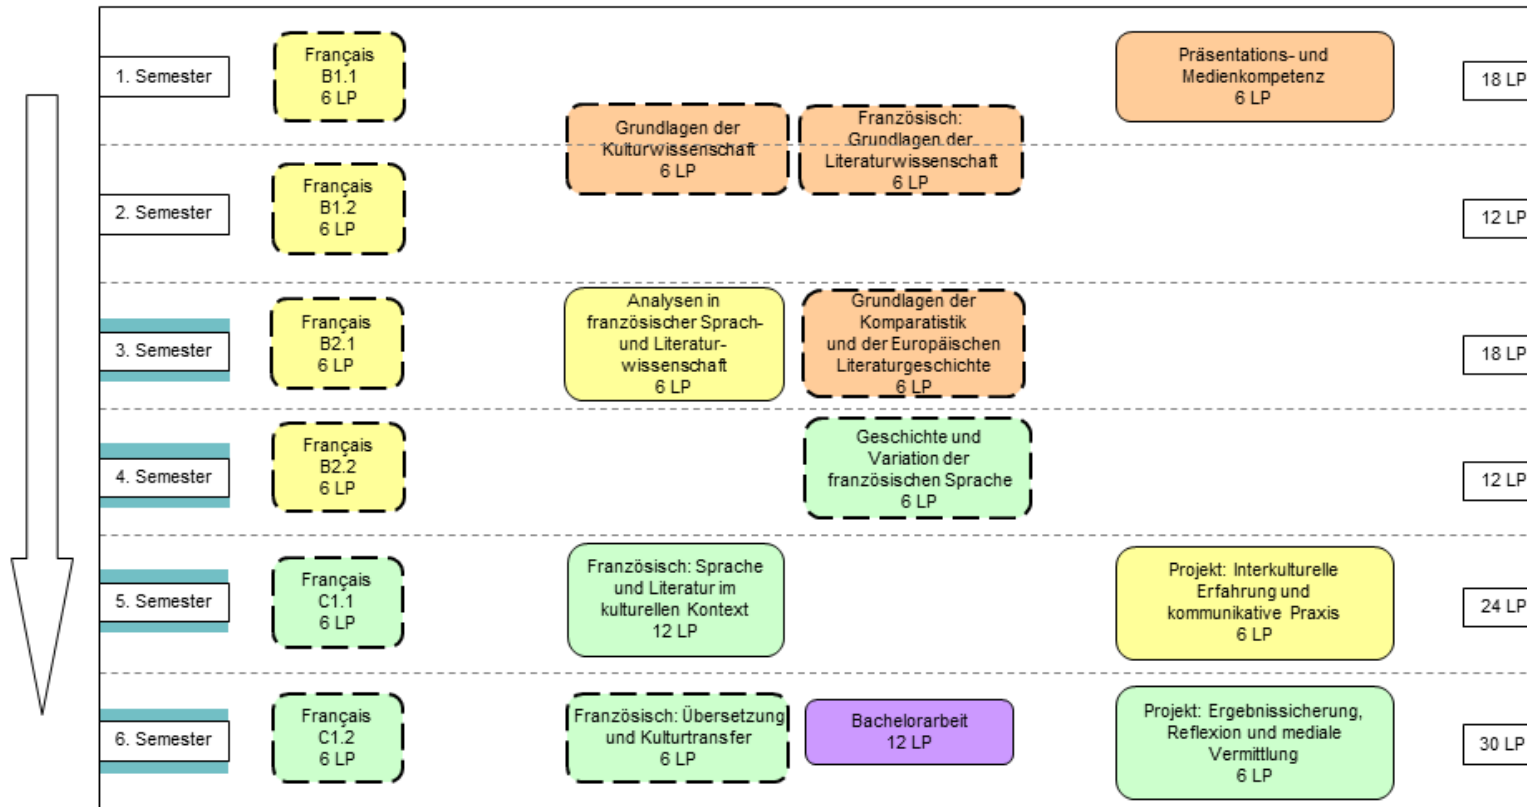 1. Semester
Français
B1.1
6 LP
Präsentations- und
Medienkompetenz
6 LP
18 LP
Grundlagen der
Kulturwissenschaft
6 LP
Französisch:
Grundlagen der
Literaturwissenschaft
6 LP
2. Semester
Français
B1.2
6 LP
12 LP
3. Semester
Français
B2.1
6 LP
Analysen in
französischer Sprach-
und Literatur-
wissenschaft
6 LP
Grundlagen der
Komparatistik
und der Europäischen
Literaturgeschichte
6 LP
18 LP
4. Semester
Français
B2.2
6 LP
Geschichte und
Variation der
französischen Sprache
6 LP
12 LP
5. Semester
Français
C1.1
6 LP
Französisch: Sprache
und Literatur im
kulturellen Kontext
12 LP
Projekt: Interkulturelle
Erfahrung und
kommunikative Praxis
6 LP
24 LP
6. Semester
Français
C1.2
6 LP
Französisch: Übersetzung
und Kulturtransfer
6 LP
Bachelorarbeit
12 LP
Projekt: Ergebnissicherung,
Reflexion und mediale
Vermittlung
6 LP
30 LP